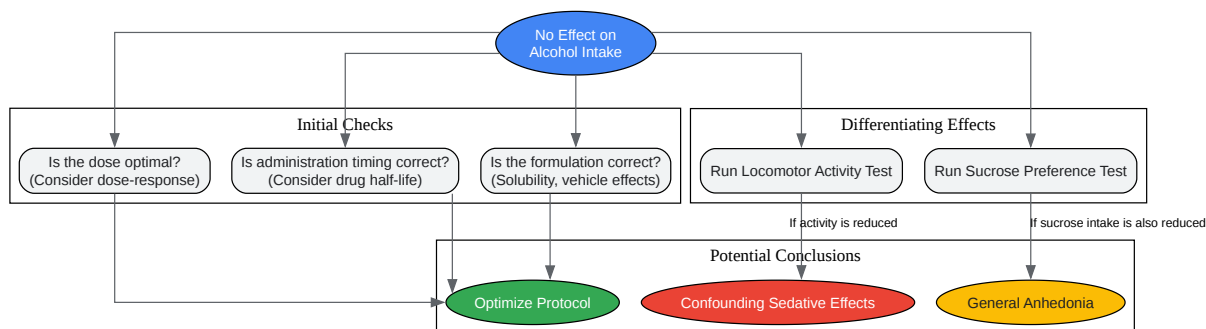 No Effect on
Alcohol Intake
Initial Checks
Differentiating Effects
Is the dose optimal?
(Consider dose-response)
Is administration timing correct?
(Consider drug half-life)
Is the formulation correct?
(Solubility, vehicle effects)
Run Locomotor Activity Test
Run Sucrose Preference Test
If activity is reduced
If sucrose intake is also reduced
Potential Conclusions
Optimize Protocol
Confounding Sedative Effects
General Anhedonia